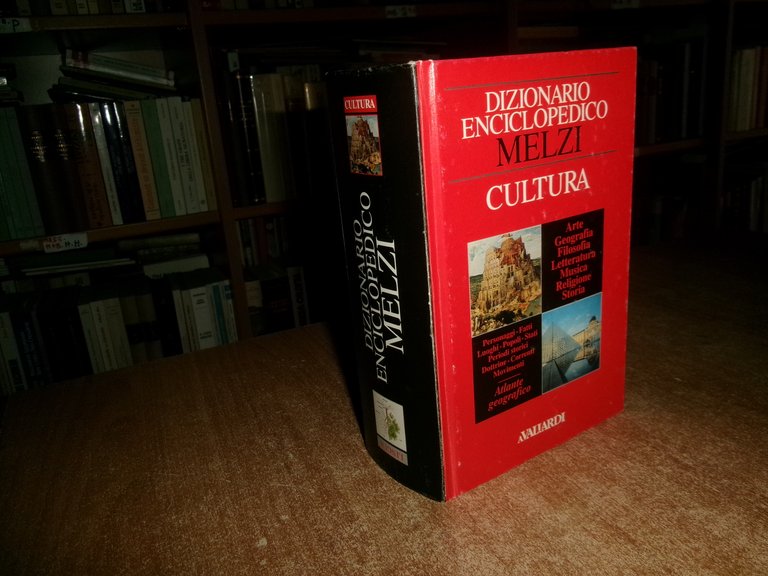 DIZIONARIO
ENCICLOPEDICO
MELZI
CULTURA
Arte
Geografia
Filosofia
Letteratura
Musica
Religione
Storia
Personaggi • Fatti
Luoghi • Popoli • Stati
Periodi storici
Dottrine • Correnti
Movimenti
Atlante
geografico
A.VALLARDI
CULTURA
DIZIONARIO
ENCICLOPEDICO
MELZI